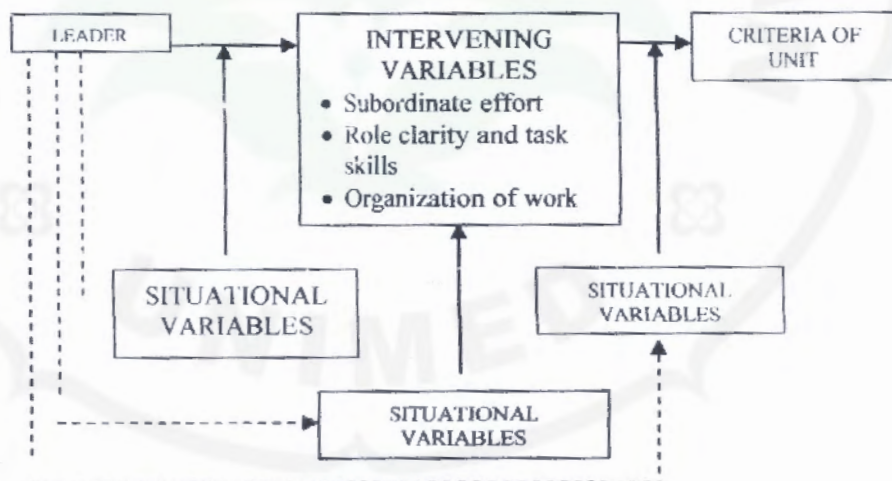 LEADER
INTERVENING
VARIABLES
• Subordinate effort
• Role clarity and task
skills
• Organization of work
CRITERIA OF
UNIT
SITUATIONAL
VARIABLES
SITUATIONAL
VARIABLES
SITUATIONAL
VARIABLES
UNIMED